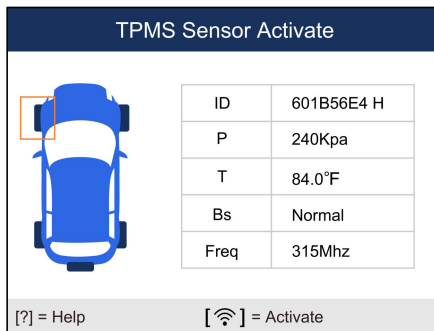 TPMS Sensor Activate
ID 601B56E4 H
P 240Kpa
T 84.0°F
Bs Normal
Freq 315Mhz
[?] = Help [ ] = Activate